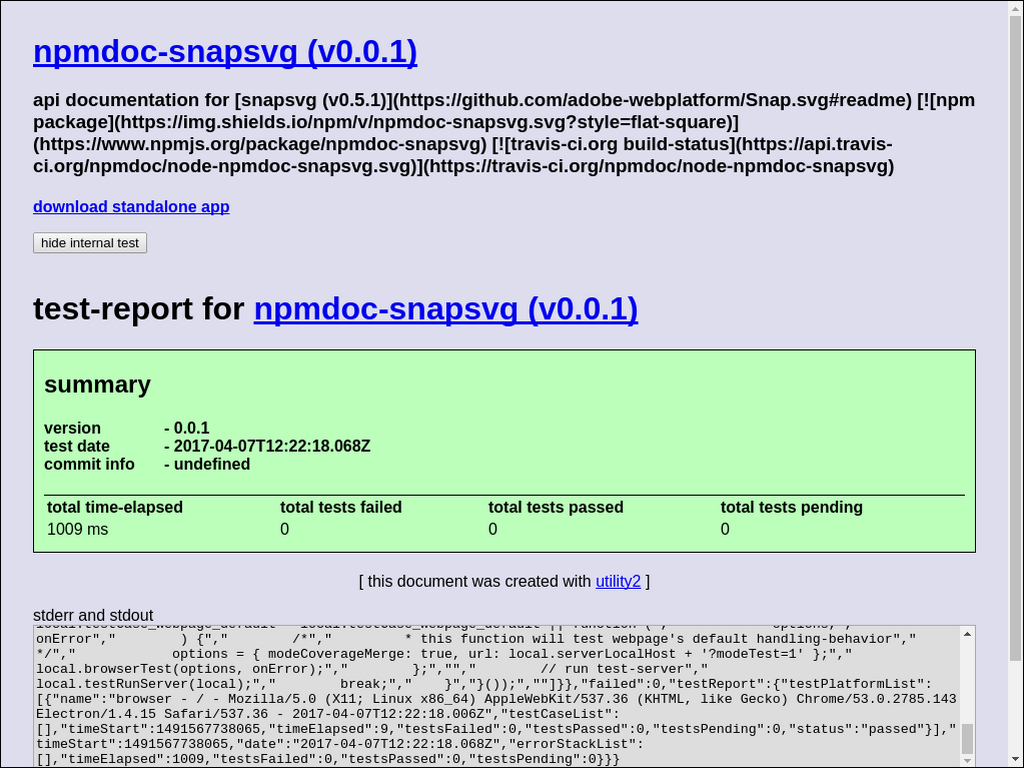 npmdoc-snapsvg (v0.0.1)
api documentation for [snapsvg (v0.5.1)](https://github.com/adobe-webplatform/Snap.svg#readme) [![npm
package](https://img.shields.io/npm/v/npmdoc-snapsvg.svg?style=flat-square)]
(https://www.npmjs.org/package/npmdoc-snapsvg) [![travis-ci.org build-status](https://api.travis-
ci.org/npmdoc/node-npmdoc-snapsvg.svg)](https://travis-ci.org/npmdoc/node-npmdoc-snapsvg)
download standalone app
hide internal test
test-report for npmdoc-snapsvg (v0.0.1)
summary
version - 0.0.1
test date - 2017-04-07T12:22:18.068Z
commit info - undefined
total time-elapsed total tests failed total tests passed total tests pending
1009 ms 0 0 0
[ this document was created with utility2 ]
stderr and stdout
onError","        ) {","        /*","         * this function will test webpage's default handling-behavior","
*/","            options = { modeCoverageMerge: true, url: local.serverLocalHost + '?modeTest=1' };","
local.browserTest(options, onError);","        };","","        // run test-server","
local.testRunServer(local);","        break;","    }","}());",""]}},"failed":0,"testReport":{"testPlatformList":
[{"name":"browser - / - Mozilla/5.0 (X11; Linux x86_64) AppleWebKit/537.36 (KHTML, like Gecko) Chrome/53.0.2785.143
Electron/1.4.15 Safari/537.36 - 2017-04-07T12:22:18.006Z","testCaseList":
[],"timeStart":1491567738065,"timeElapsed":9,"testsFailed":0,"testsPassed":0,"testsPending":0,"status":"passed"}],"
timeStart":1491567738065,"date":"2017-04-07T12:22:18.068Z","errorStackList":
[],"timeElapsed":1009,"testsFailed":0,"testsPassed":0,"testsPending":0}}}